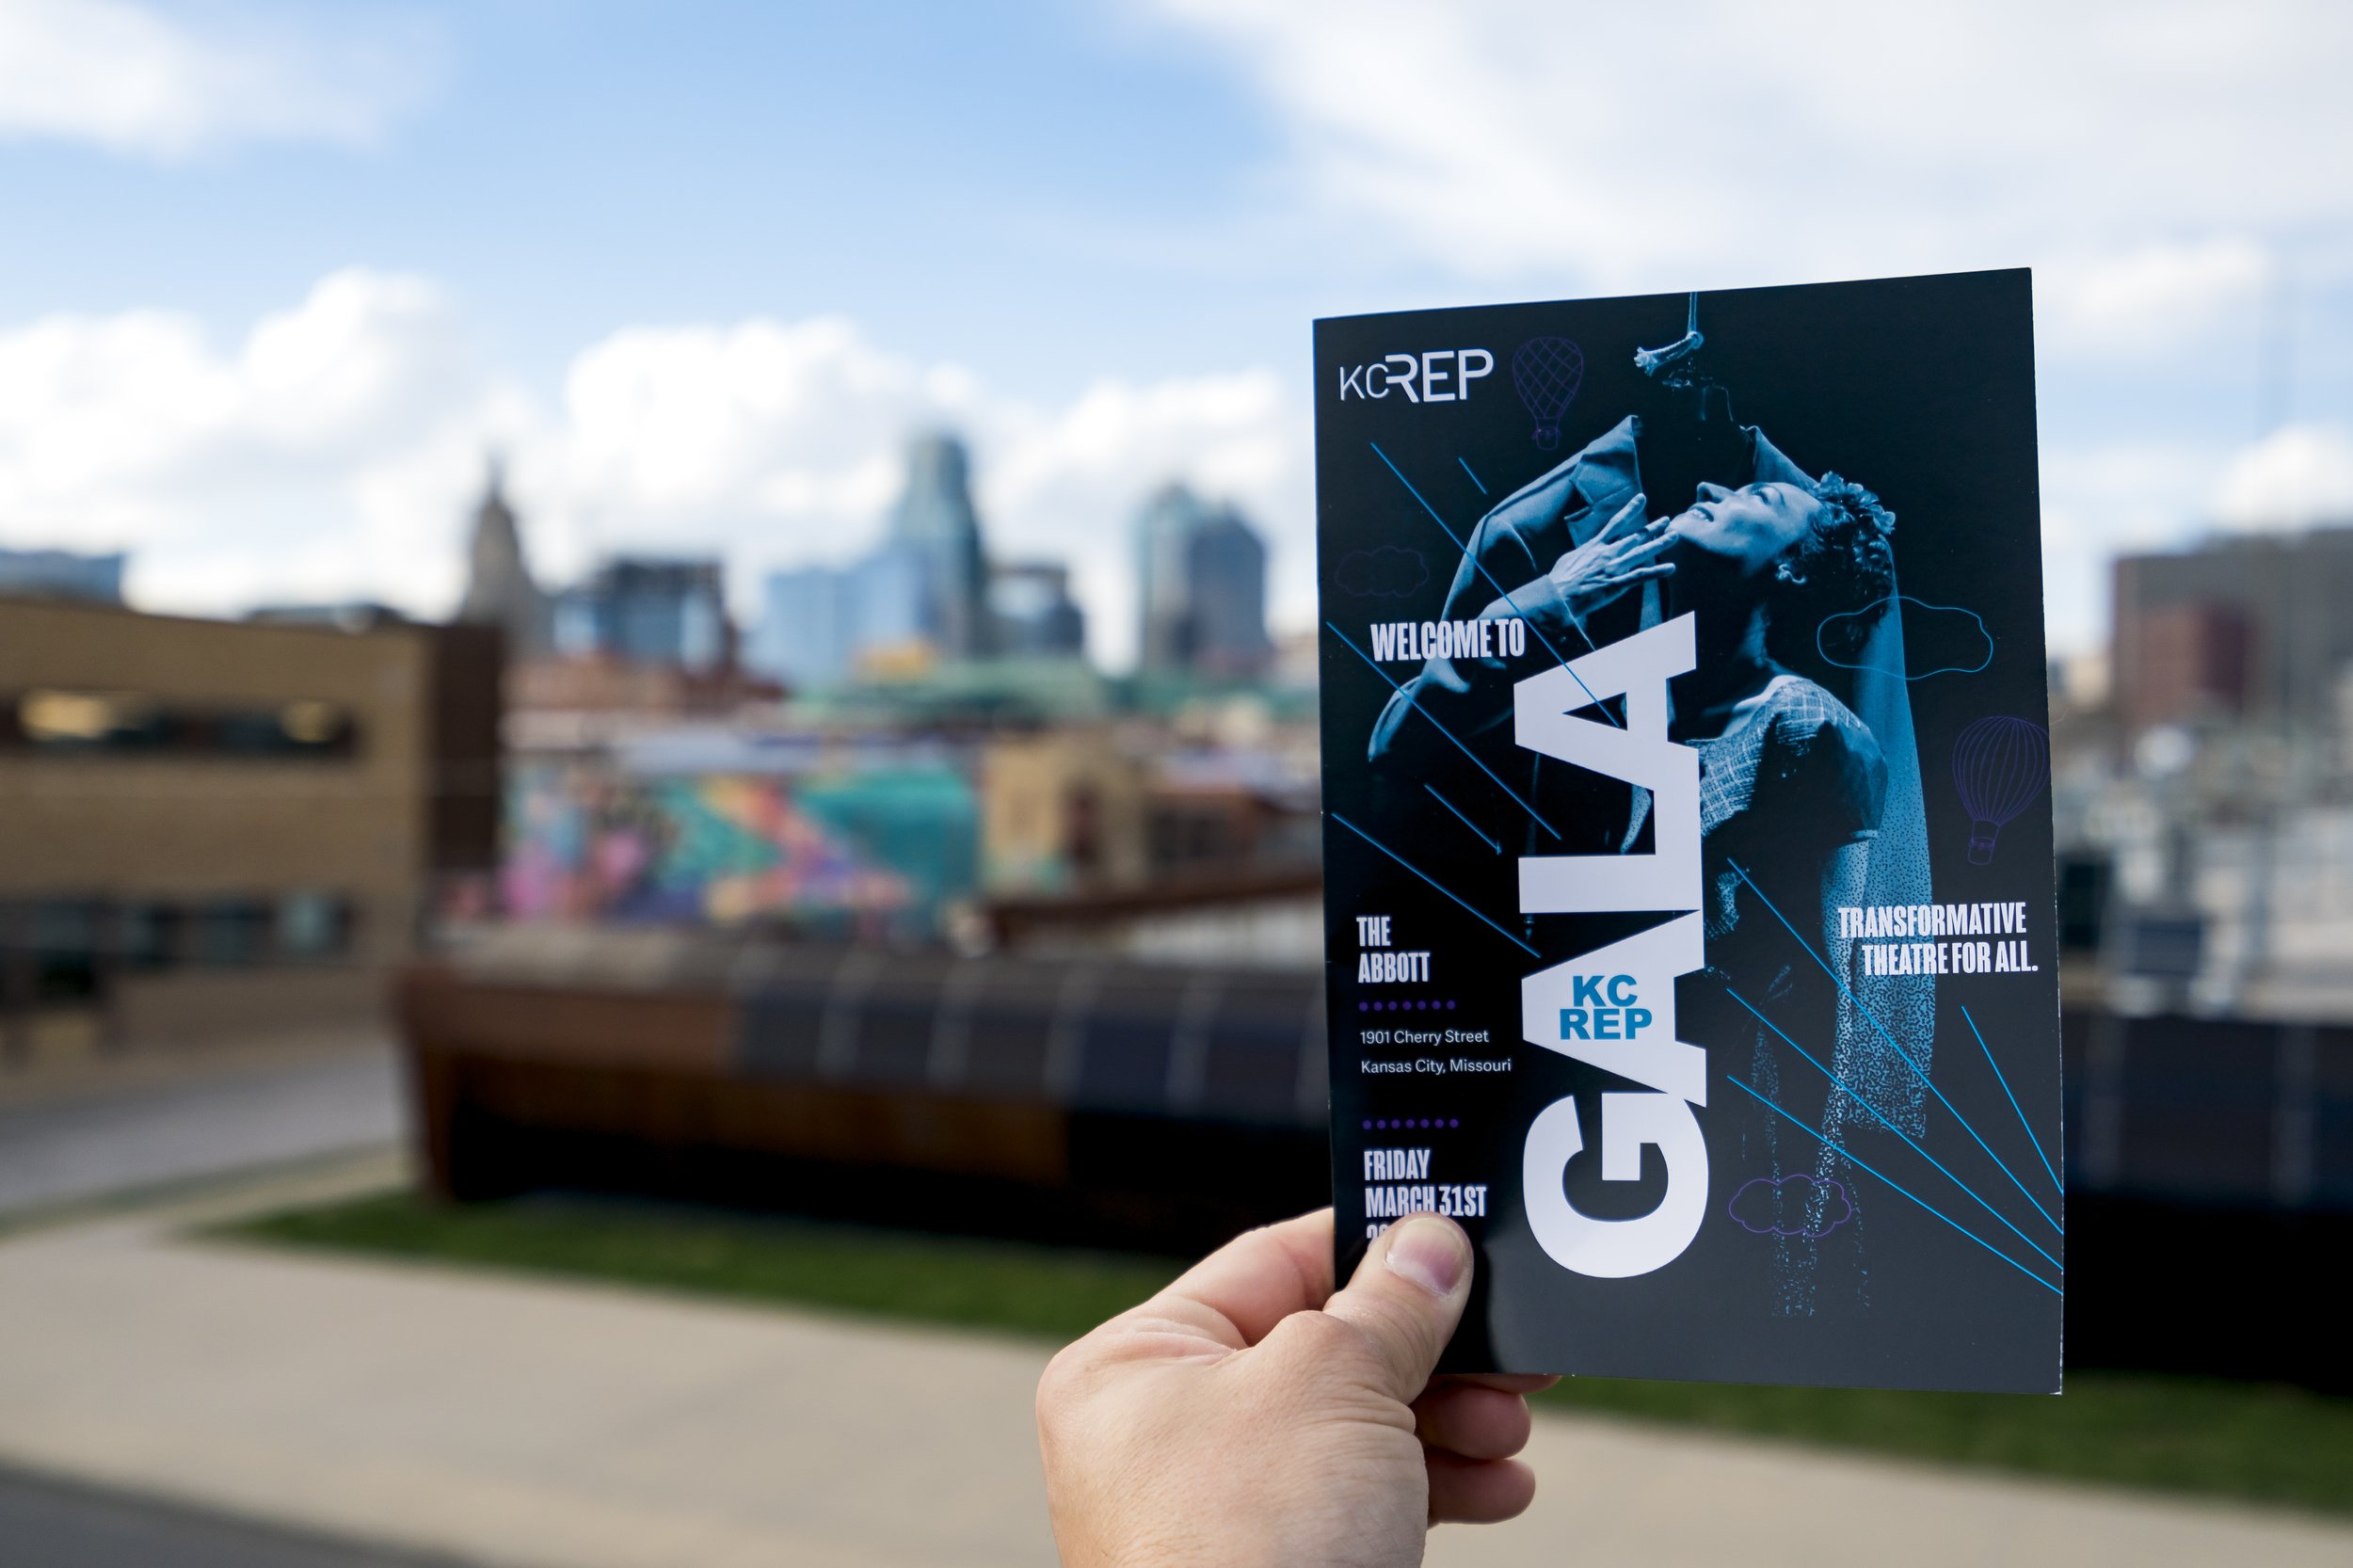 KCREP
WELCOME TO
GALA
KC
REP
THE
ABBOTT
1901 Cherry Street
Kansas City, Missouri
FRIDAY
MARCH 31ST
TRANSFORMATIVE
THEATRE FOR ALL.